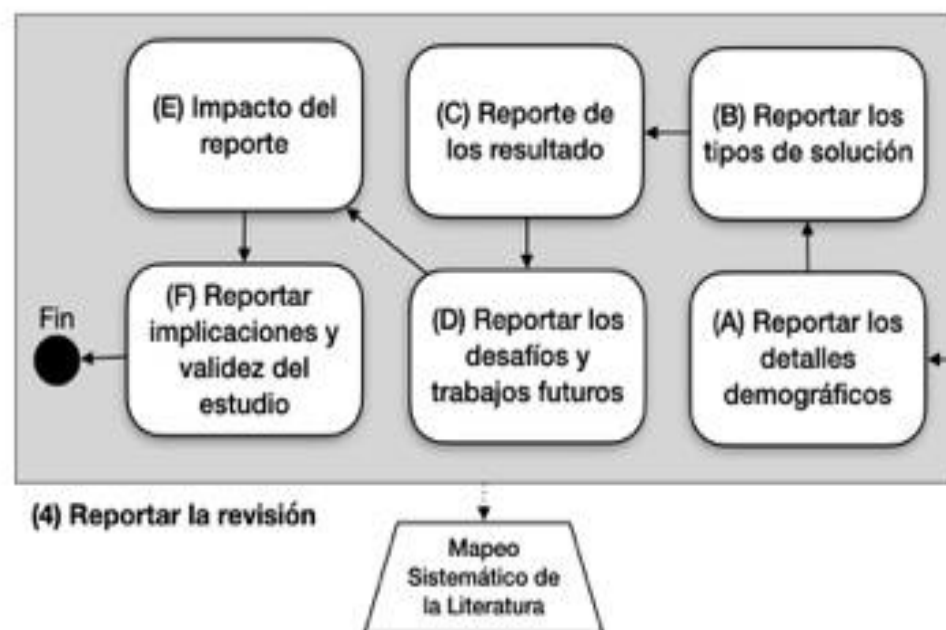 (E) Impacto del
reporte
(C) Reporte de
los resultado
(B) Reportar los
tipos de solución
Fin
(F) Reportar
implicaciones y
validez del
estudio
(D) Reportar los
desafíos y
trabajos futuros
(A) Reportar los
detalles
demográficos
(4) Reportar la revisión
Mapeo
Sistemático de
la Literatura